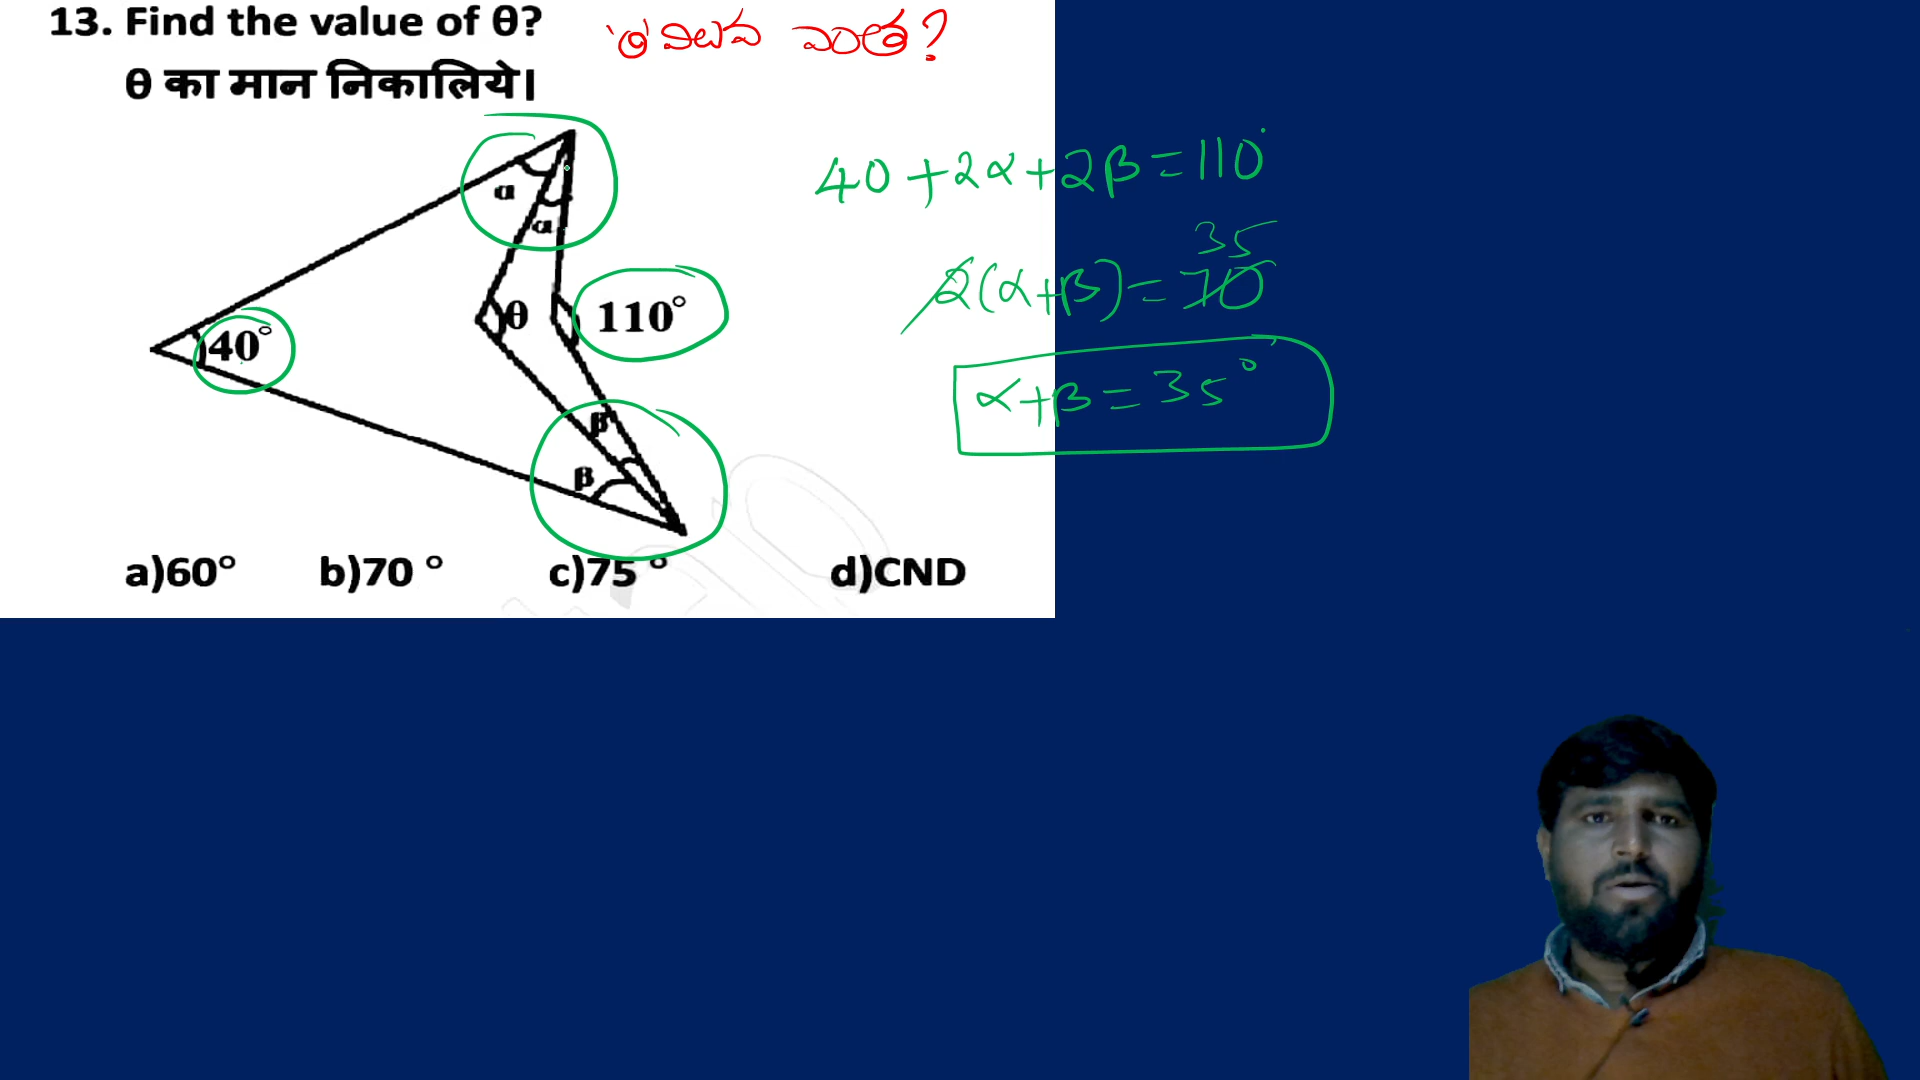 13. Find the value of θ?
'θ' విలువ ఎంత?
θ का मान निकालिये।
α
α
θ
110°
40°
β
β
a)60° b)70 ° c)75 ° d)CND
40 + 2α + 2β = 110°
35
2(α+β) = 70
α+β = 35°